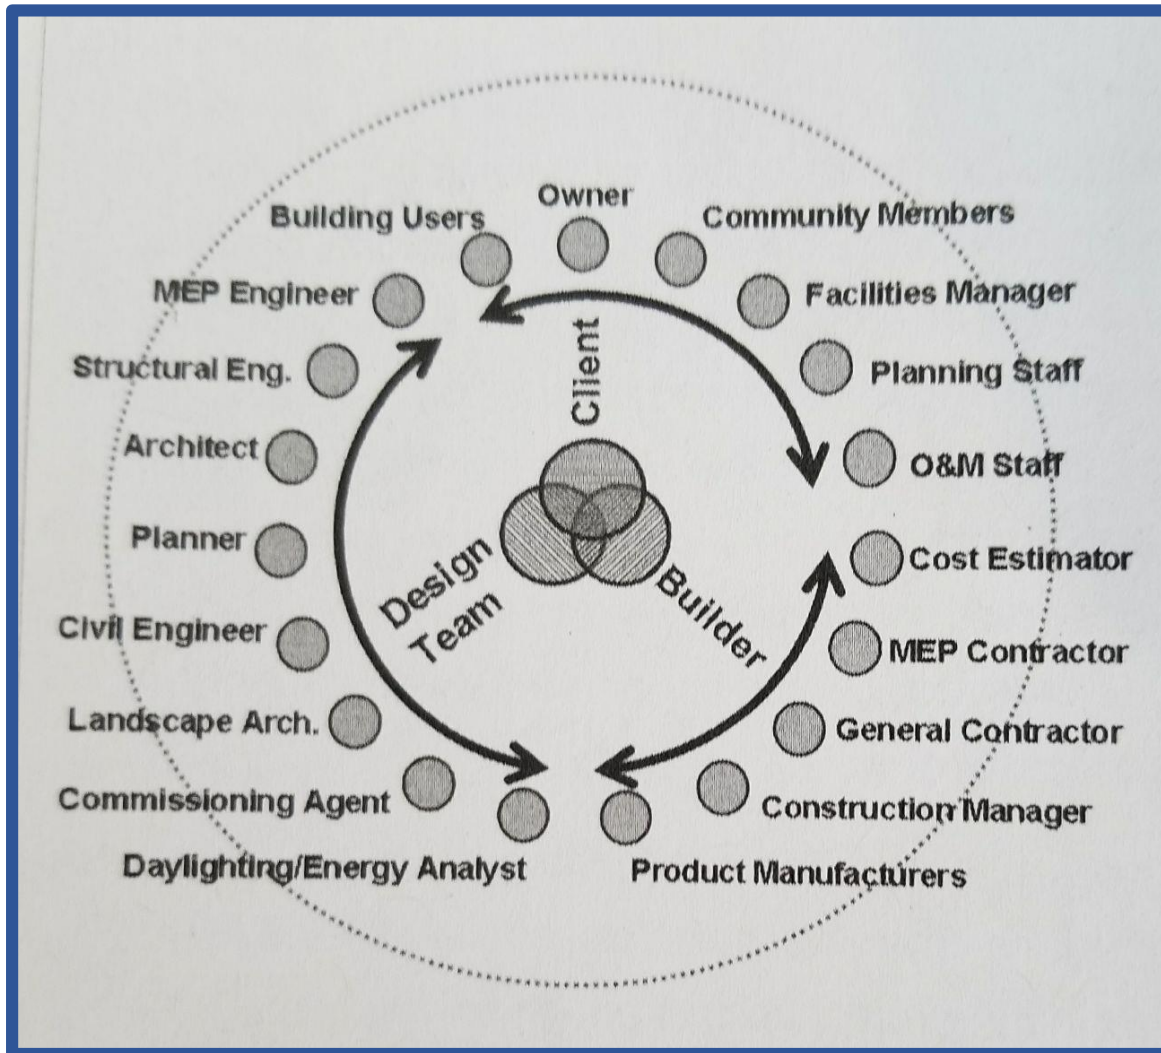 Owner
Building Users
Community Members
MEP Engineer
Facilities Manager
Structural Eng.
Planning Staff
Client
Architect
O&M Staff
Planner
Cost Estimator
Design
Team
Builder
Civil Engineer
MEP Contractor
Landscape Arch.
General Contractor
Commissioning Agent
Construction Manager
Daylighting/Energy Analyst
Product Manufacturers